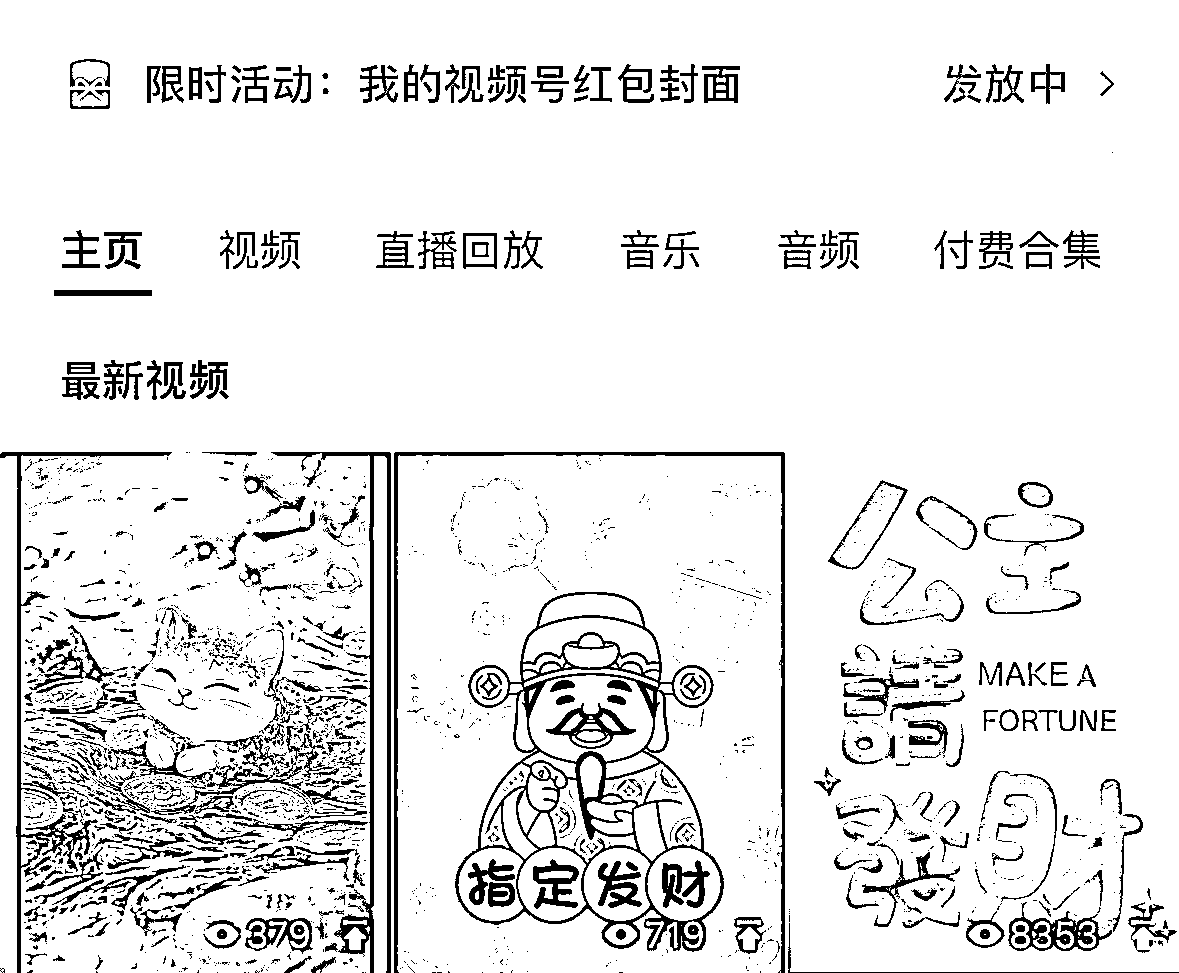 限时活动：我的视频号红包封面 发放中
主页 视频 直播回放 音乐 音频 付费合集
最新视频
379
指定发财
719
公主
請
MAKE A
FORTUNE
發財
8353